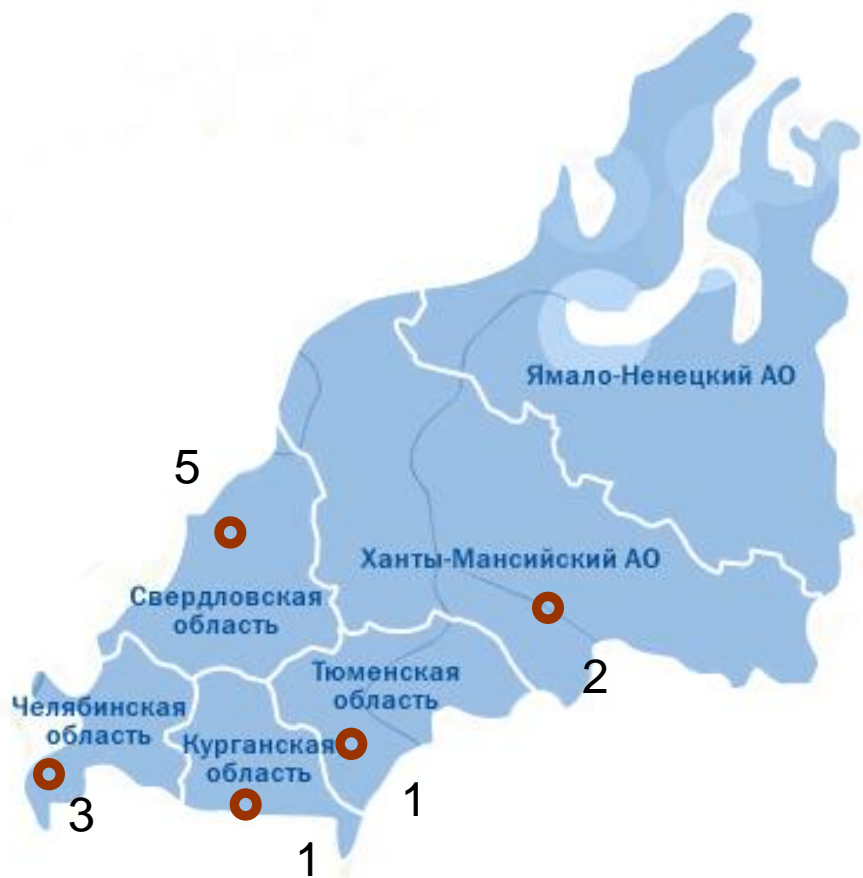 Ямало-Ненецкий АО
5
Ханты-Мансийский АО
Свердловская
область
2
Тюменская
область
Челябинская
область
Курганская
область
1
3
1